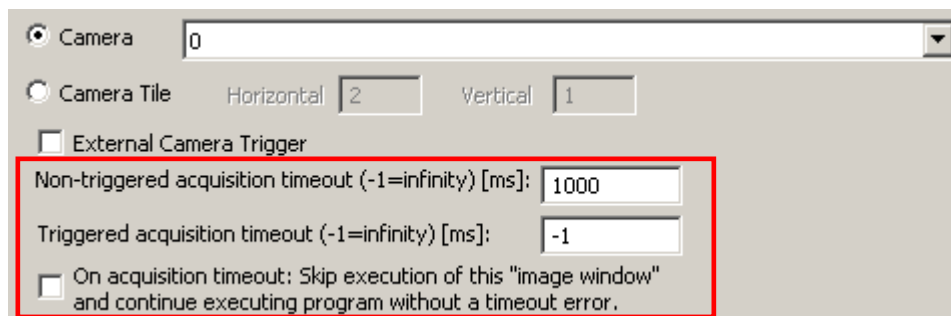 Camera 0
Camera Tile Horizontal 2 Vertical 1
External Camera Trigger
Non-triggered acquisition timeout (-1=infinity) [ms]: 1000
Triggered acquisition timeout (-1=infinity) [ms]: -1
On acquisition timeout: Skip execution of this "image window"
and continue executing program without a timeout error.